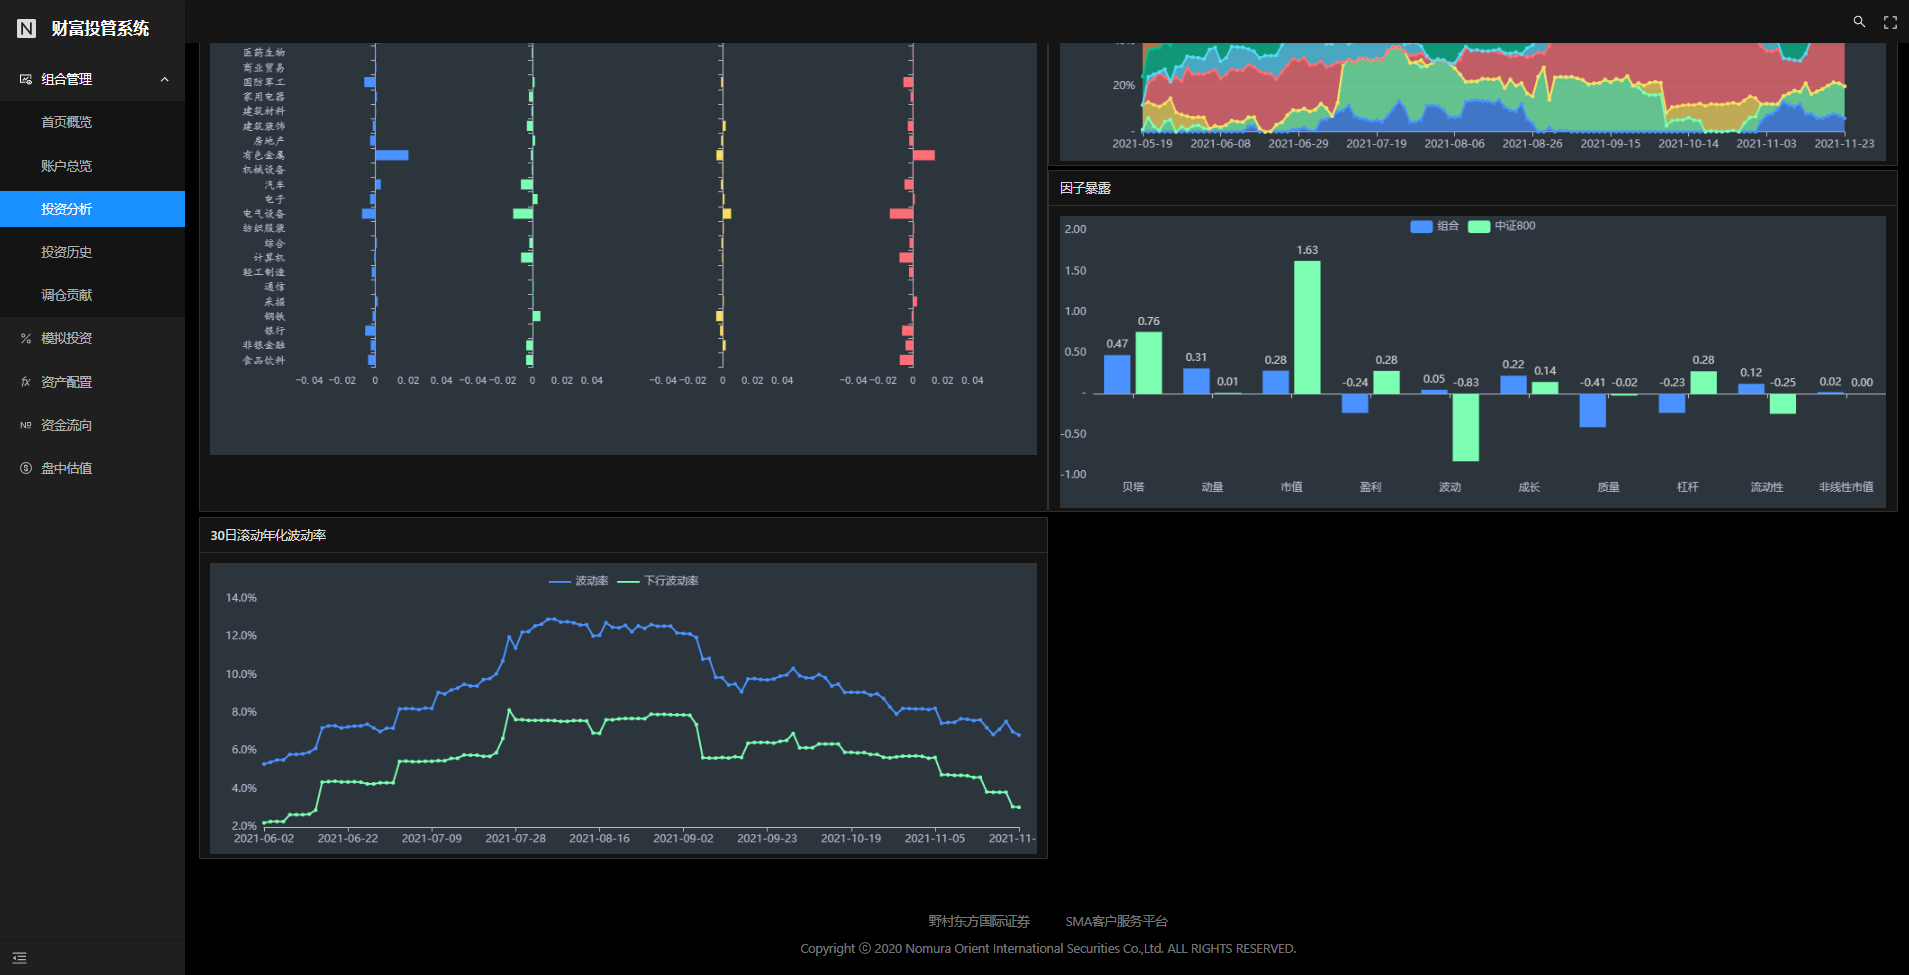 财富投管系统
组合管理
首页概览
账户总览
投资分析
投资历史
调仓贡献
模拟投资
资产配置
资金流向
盘中估值
医药生物
商业贸易
国防军工
家用电器
建筑材料
建筑装饰
房地产
有色金属
机械设备
汽车
电子
电气设备
纺织服装
综合
计算机
轻工制造
通信
采掘
钢铁
银行
非银金融
食品饮料
-0.04 -0.02 0 0.02 0.04 -0.04 -0.02 0 0.02 0.04 -0.04 -0.02 0 0.02 0.04 -0.04 -0.02 0 0.02 0.04
20%
-
2021-05-19 2021-06-08 2021-06-29 2021-07-19 2021-08-06 2021-08-26 2021-09-15 2021-10-14 2021-11-03 2021-11-23
因子暴露
组合 中证800
2.00
1.50
1.00
0.50
-
-0.50
-1.00
0.47 0.76 0.31 0.01 0.28 1.63 -0.24 0.28 0.05 -0.83 0.22 0.14 -0.41 -0.02 -0.23 0.28 0.12 -0.25 0.02 0.00
贝塔 动量 市值 盈利 波动 成长 质量 杠杆 流动性 非线性市值
30日滚动年化波动率
波动率 下行波动率
14.0%
12.0%
10.0%
8.0%
6.0%
4.0%
2.0%
2021-06-02 2021-06-22 2021-07-09 2021-07-28 2021-08-16 2021-09-02 2021-09-23 2021-10-19 2021-11-05 2021-11-
野村东方国际证券 SMA客户服务平台
Copyright © 2020 Nomura Orient International Securities Co.,Ltd. ALL RIGHTS RESERVED.